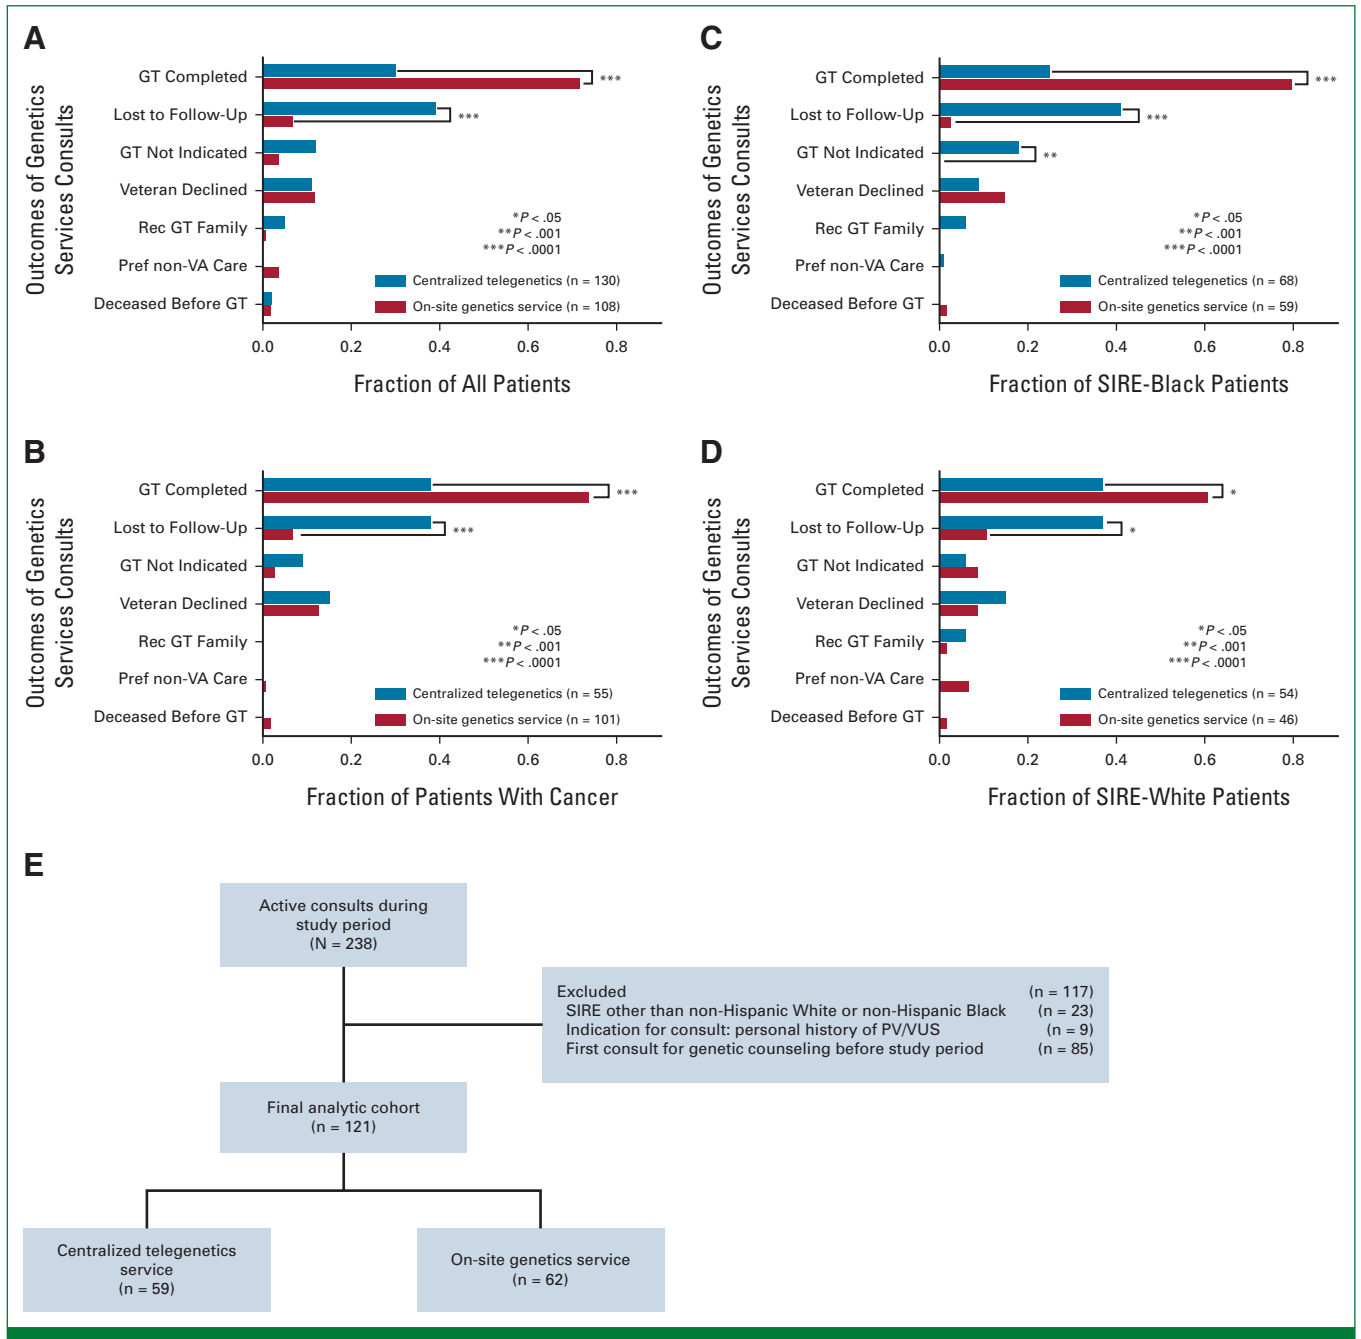 A
Outcomes of Genetics
Services Consults
GT Completed
Lost to Follow-Up
GT Not Indicated
Veteran Declined
Rec GT Family
Pref non-VA Care
Deceased Before GT
***
***
*P < .05
**P < .001
***P < .0001
Centralized telegenetics (n = 130)
On-site genetics service (n = 108)
0.0 0.2 0.4 0.6 0.8
Fraction of All Patients
C
Outcomes of Genetics
Services Consults
GT Completed
Lost to Follow-Up
GT Not Indicated
Veteran Declined
Rec GT Family
Pref non-VA Care
Deceased Before GT
***
***
**
*P < .05
**P < .001
***P < .0001
Centralized telegenetics (n = 68)
On-site genetics service (n = 59)
0.0 0.2 0.4 0.6 0.8
Fraction of SIRE-Black Patients
B
Outcomes of Genetics
Services Consults
GT Completed
Lost to Follow-Up
GT Not Indicated
Veteran Declined
Rec GT Family
Pref non-VA Care
Deceased Before GT
***
***
*P < .05
**P < .001
***P < .0001
Centralized telegenetics (n = 55)
On-site genetics service (n = 101)
0.0 0.2 0.4 0.6 0.8
Fraction of Patients With Cancer
D
Outcomes of Genetics
Services Consults
GT Completed
Lost to Follow-Up
GT Not Indicated
Veteran Declined
Rec GT Family
Pref non-VA Care
Deceased Before GT
*
*
*P < .05
**P < .001
***P < .0001
Centralized telegenetics (n = 54)
On-site genetics service (n = 46)
0.0 0.2 0.4 0.6 0.8
Fraction of SIRE-White Patients
E
Active consults during
study period
(N = 238)
Excluded (n = 117)
SIRE other than non-Hispanic White or non-Hispanic Black (n = 23)
Indication for consult: personal history of PV/VUS (n = 9)
First consult for genetic counseling before study period (n = 85)
Final analytic cohort
(n = 121)
Centralized telegenetics
service
(n = 59)
On-site genetics service
(n = 62)